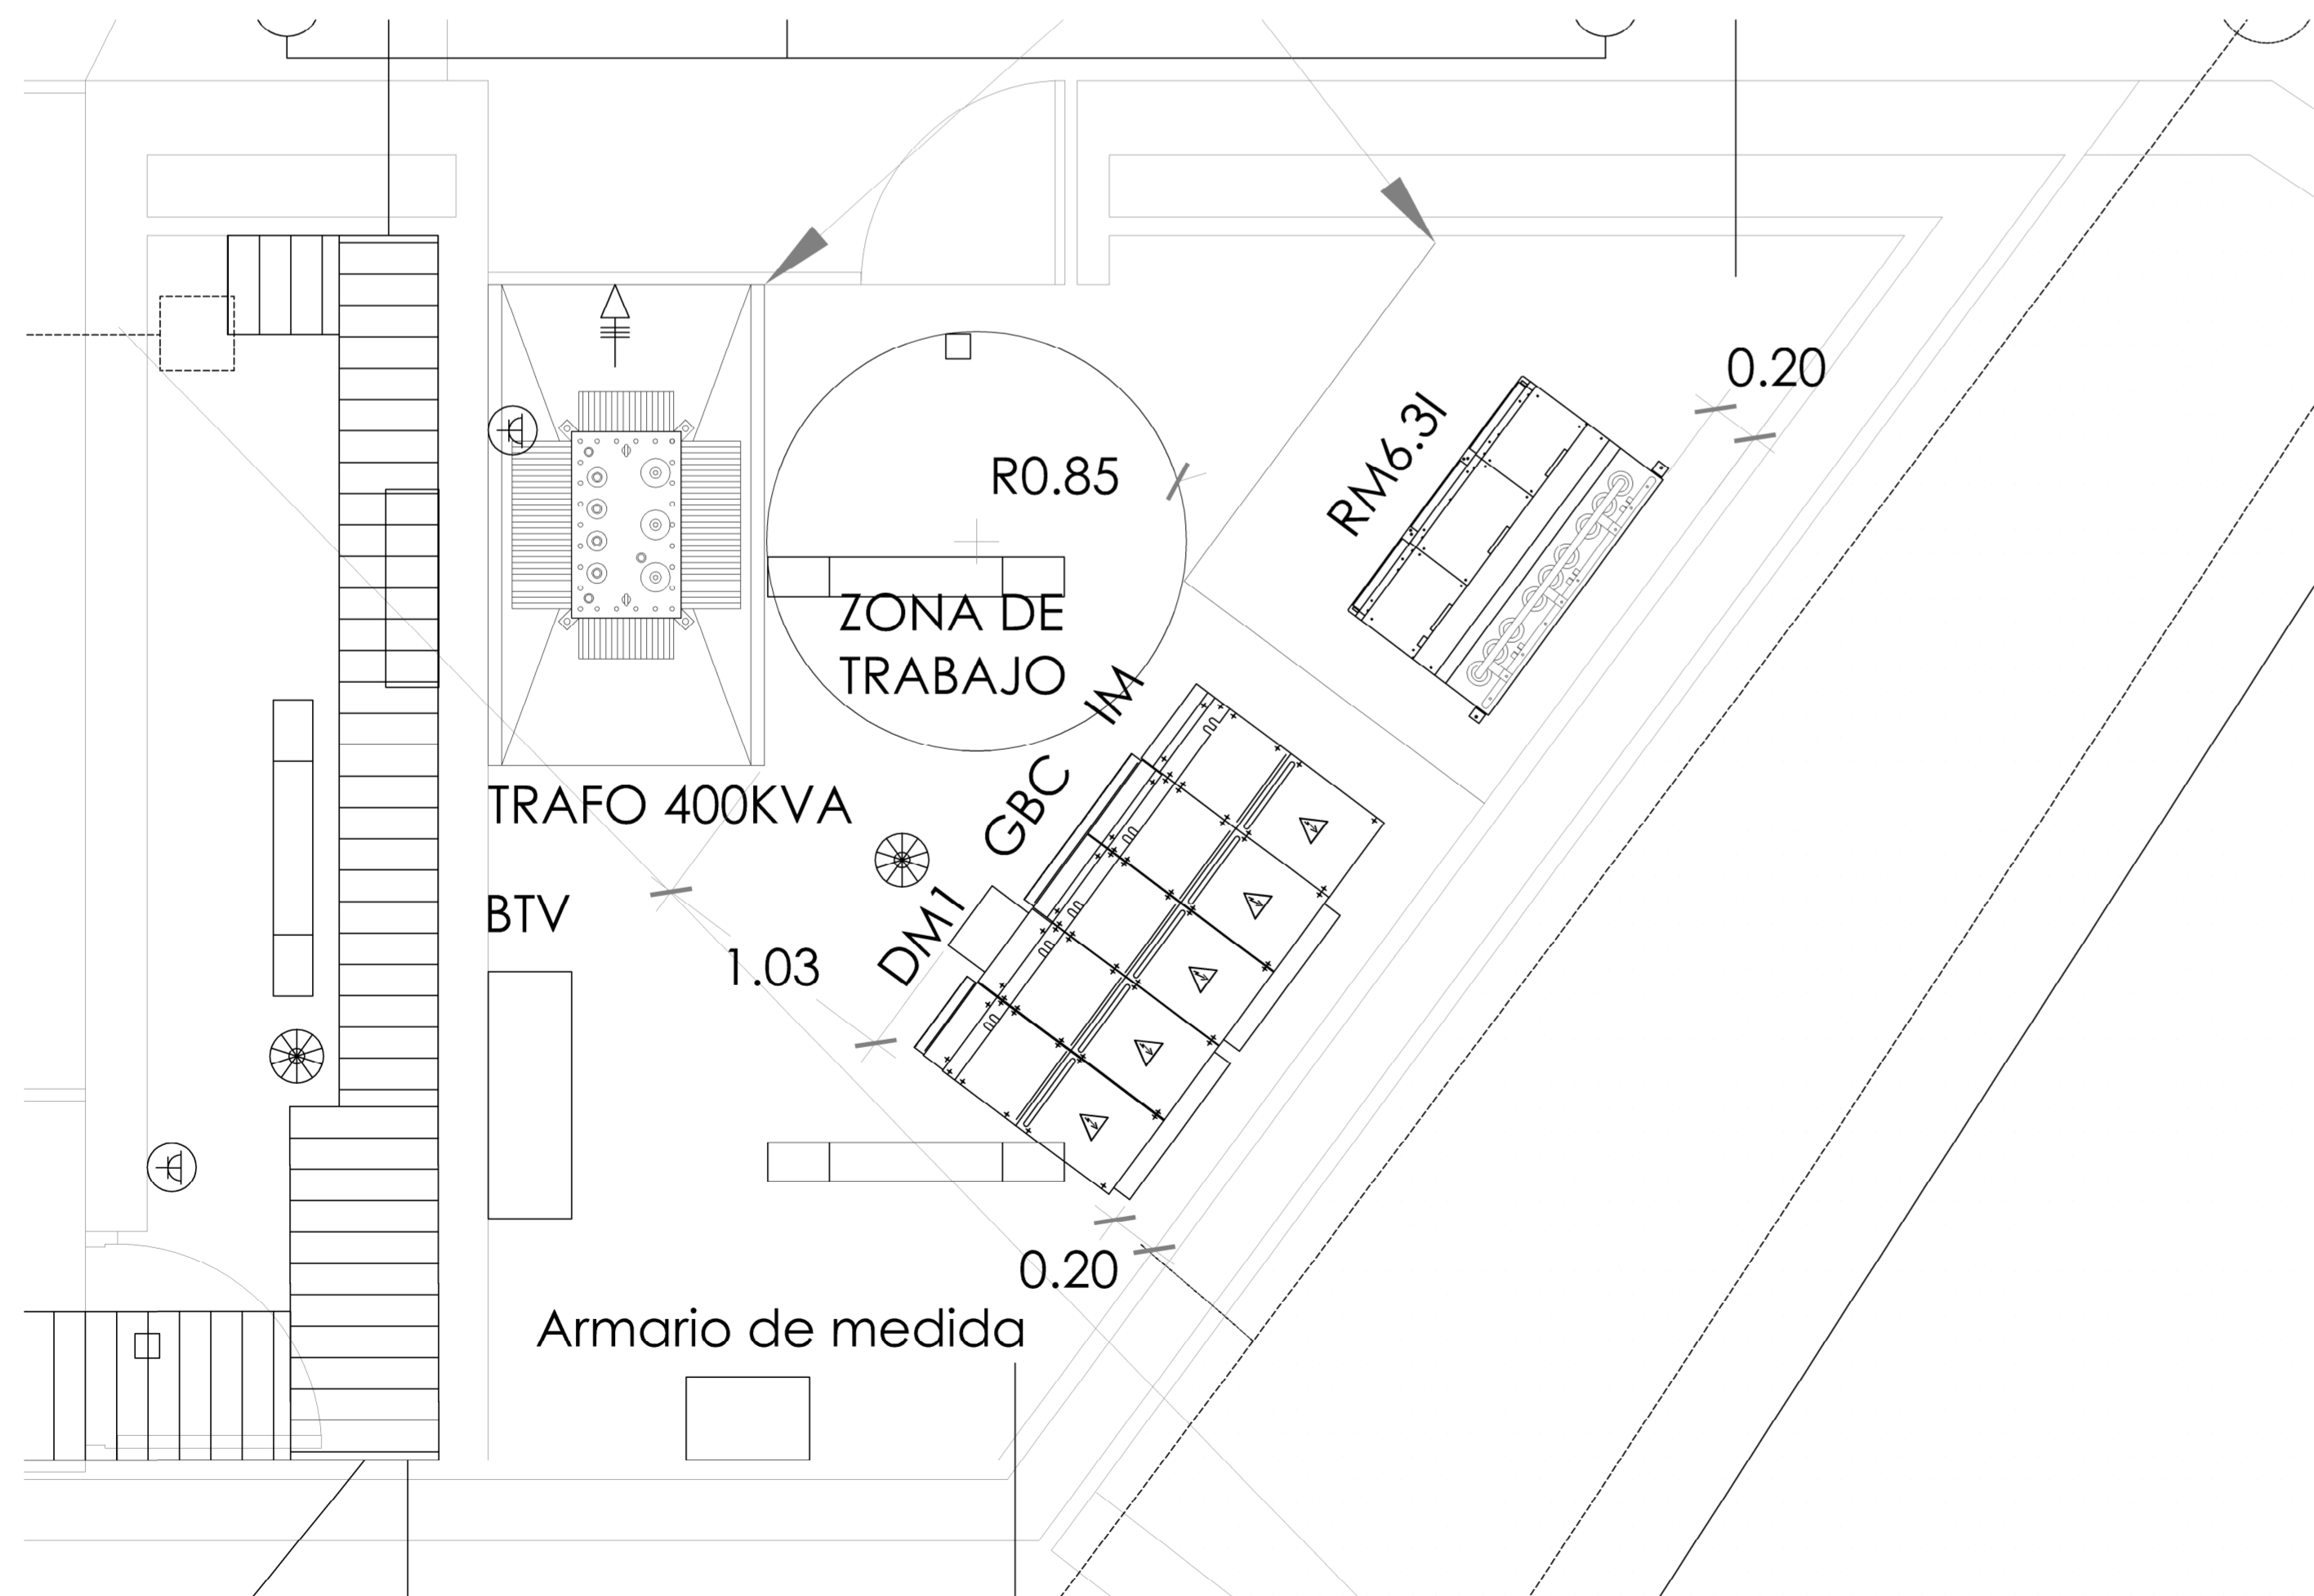 0.20
RM6.3I
R0.85
ZONA DE
TRABAJO
IM
GBC
DM1
TRAFO 400KVA
BTV
1.03
0.20
Armario de medida